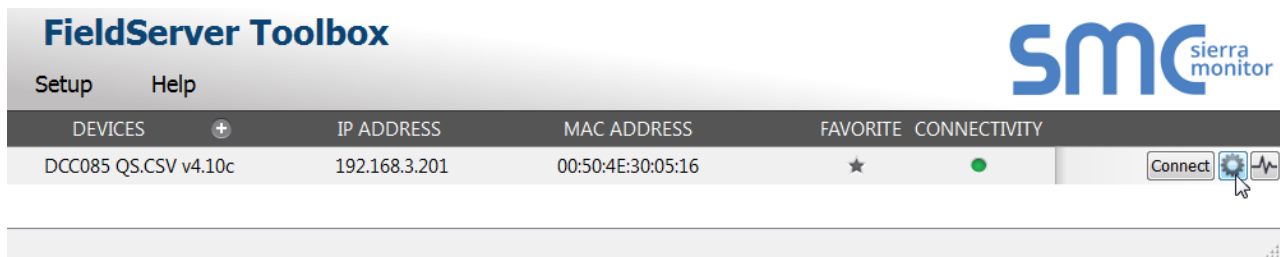 FieldServer Toolbox
SMC sierra monitor
Setup Help
DEVICES IP ADDRESS MAC ADDRESS FAVORITE CONNECTIVITY
DCC085 QS.CSV v4.10c 192.168.3.201 00:50:4E:30:05:16 Connect